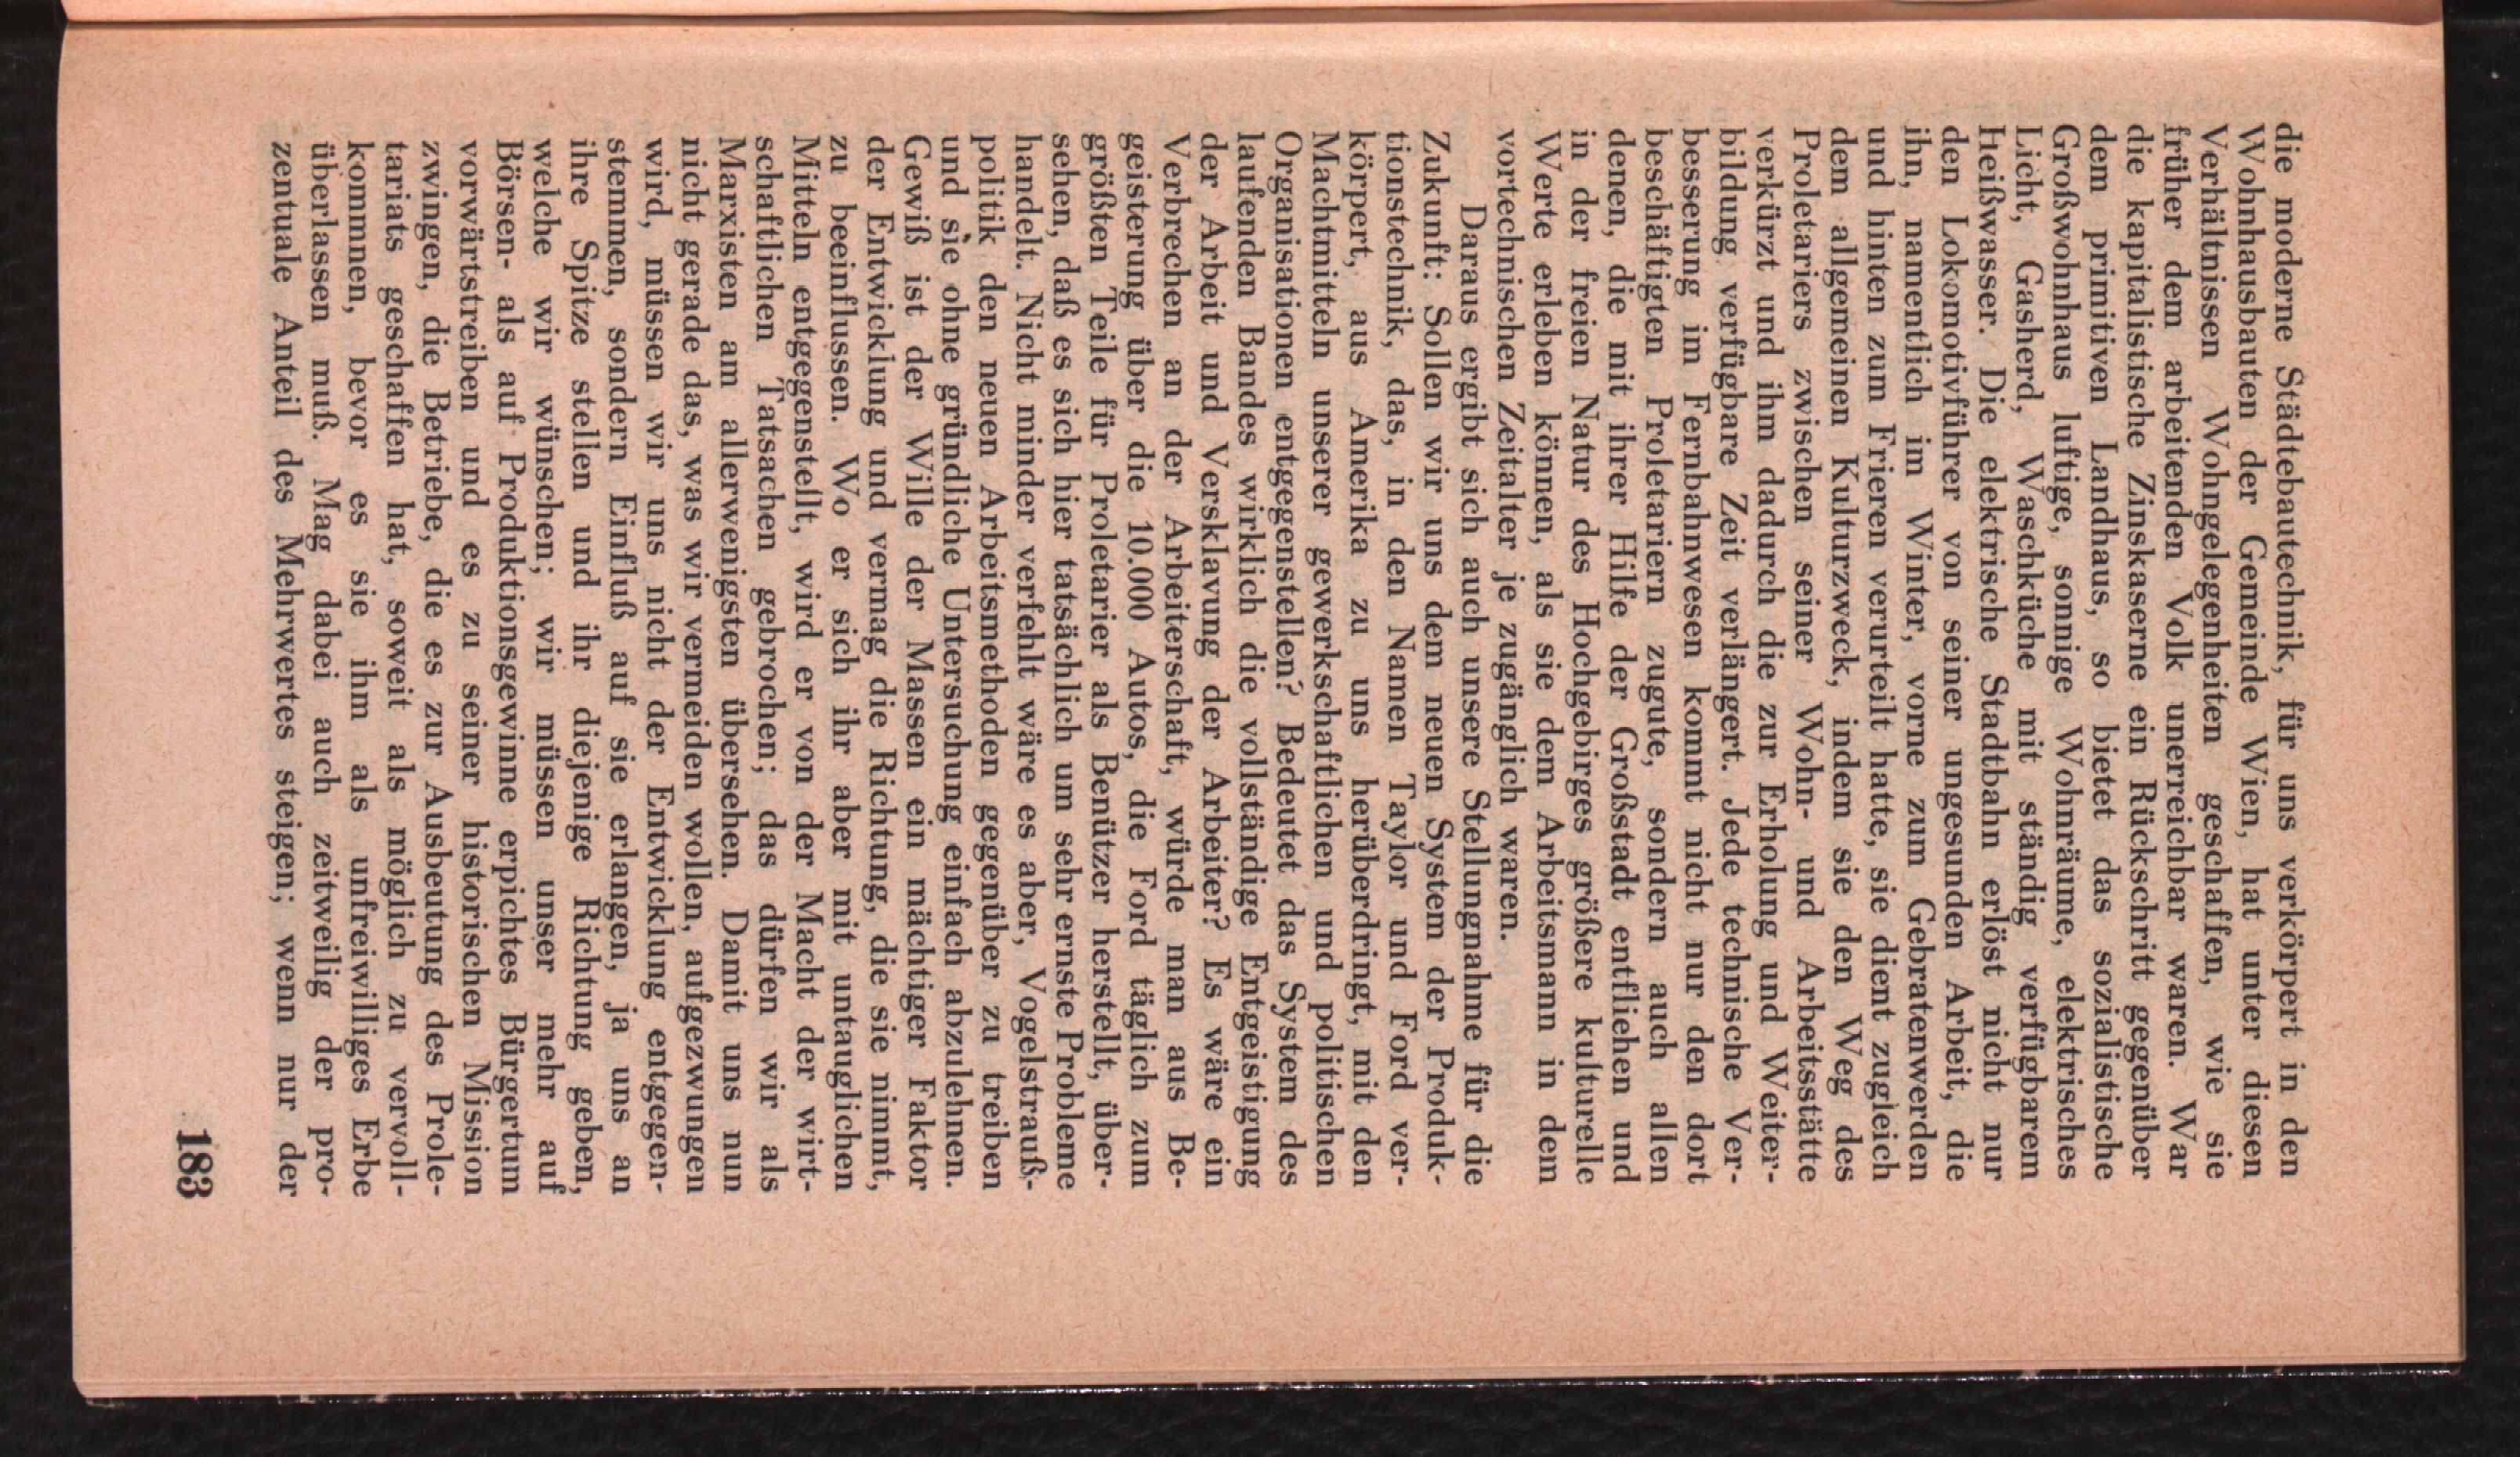 die moderne Städtebautechnik, für uns verkörpert in den
Wohnhausbauten der Gemeinde Wien, hat unter diesen
Verhältnissen Wohngelegenheiten geschaffen, wie sie
früher dem arbeitenden Volk unerreichbar waren. War
die kapitalistische Zinskaserne ein Rückschritt gegenüber
dem primitiven Landhaus, so bietet das sozialistische
Großwohnhaus luftige, sonnige Wohnräume, elektrisches
Licht, Gasherd, Waschküche mit ständig verfügbarem
Heißwasser. Die elektrische Stadtbahn erlöst nicht nur
den Lokomotivführer von seiner ungesunden Arbeit, die
ihn, namentlich im Winter, vorne zum Gebratenwerden
und hinten zum Frieren verurteilt hatte, sie dient zugleich
dem allgemeinen Kulturzweck, indem sie den Weg des
Proletariers zwischen seiner Wohn- und Arbeitsstätte
verkürzt und ihm dadurch die zur Erholung und Weiter-
bildung verfügbare Zeit verlängert. Jede technische Ver-
besserung im Fernbahnwesen kommt nicht nur den dort
beschäftigten Proletariern zugute, sondern auch allen
denen, die mit ihrer Hilfe der Großstadt entfliehen und
in der freien Natur des Hochgebirges größere kulturelle
Werte erleben können, als sie dem Arbeitsmann in dem
vortechnischen Zeitalter je zugänglich waren.
Daraus ergibt sich auch unsere Stellungnahme für die
Zukunft: Sollen wir uns dem neuen System der Produk-
tionstechnik, das, in den Namen Taylor und Ford ver-
körpert, aus Amerika zu uns herüberdringt, mit den
Machtmitteln unserer gewerkschaftlichen und politischen
Organisationen entgegenstellen? Bedeutet das System des
laufenden Bandes wirklich die vollständige Entgeistigung
der Arbeit und Versklavung der Arbeiter? Es wäre ein
Verbrechen an der Arbeiterschaft, würde man aus Be-
geisterung über die 10.000 Autos, die Ford täglich zum
größten Teile für Proletarier als Benützer herstellt, über-
sehen, daß es sich hier tatsächlich um sehr ernste Probleme
handelt. Nicht minder verfehlt wäre es aber, Vogelstrauß-
politik den neuen Arbeitsmethoden gegenüber zu treiben
und sie ohne gründliche Untersuchung einfach abzulehnen.
Gewiß ist der Wille der Massen ein mächtiger Faktor
der Entwicklung und vermag die Richtung, die sie nimmt,
zu beeinflussen. Wo er sich ihr aber mit untauglichen
Mitteln entgegenstellt, wird er von der Macht der wirt-
schaftlichen Tatsachen gebrochen; das dürfen wir als
Marxisten am allerwenigsten übersehen. Damit uns nun
nicht gerade das, was wir vermeiden wollen, aufgezwungen
wird, müssen wir uns nicht der Entwicklung entgegen-
stemmen, sondern Einfluß auf sie erlangen, ja uns an
ihre Spitze stellen und ihr diejenige Richtung geben,
welche wir wünschen; wir müssen unser mehr auf
Börsen- als auf Produktionsgewinne erpichtes Bürgertum
vorwärtstreiben und es zu seiner historischen Mission
zwingen, die Betriebe, die es zur Ausbeutung des Prole-
tariats geschaffen hat, soweit als möglich zu vervoll-
kommnen, bevor es sie ihm als unfreiwilliges Erbe
überlassen muß. Mag dabei auch zeitweilig der pro-
zentuale Anteil des Mehrwertes steigen; wenn nur der
183